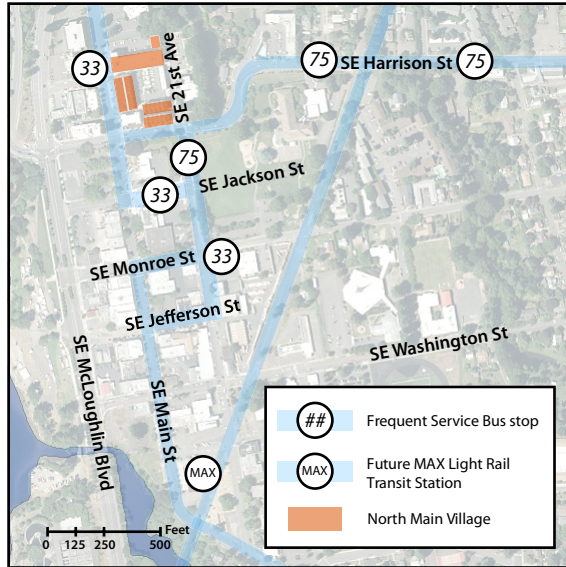 33
SE 21st Ave
75
SE Harrison St
75
75
SE Jackson St
33
SE Monroe St
33
SE Jefferson St
SE Washington St
SE McLoughlin Blvd
SE Main St
MAX
##
Frequent Service Bus stop
MAX
Future MAX Light Rail
Transit Station
North Main Village
Feet
0 125 250 500